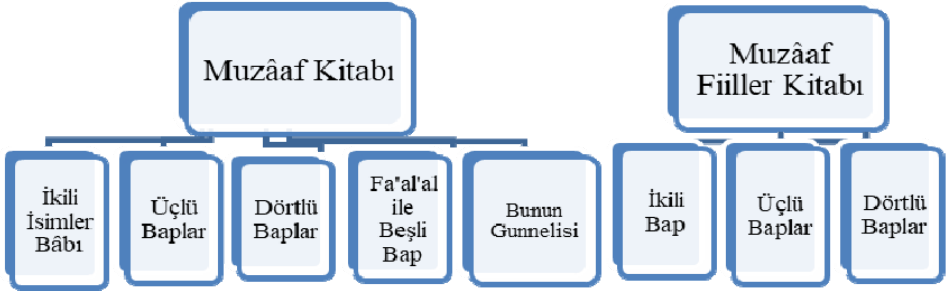 Muzâaf Kitabı
Muzâaf
Fiiller Kitabı
İkili
İsimler
Bâbı
Üçlü
Baplar
Dörtlü
Baplar
Fa'al'al
ile
Beşli
Bap
Bunun
Gunnelisi
İkili
Bap
Üçlü
Baplar
Dörtlü
Baplar